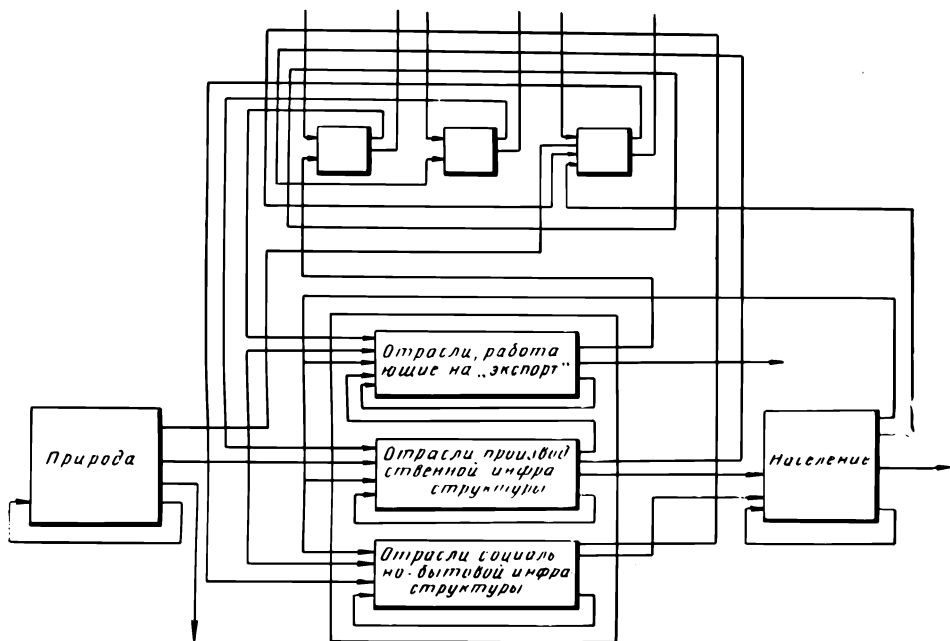 Отрасли, работа
ющие на „экспорт"
Природа
Отрасли производ
ственной инфра
структуры
Население
Отрасли социаль
но-бытовой инфра
структуры